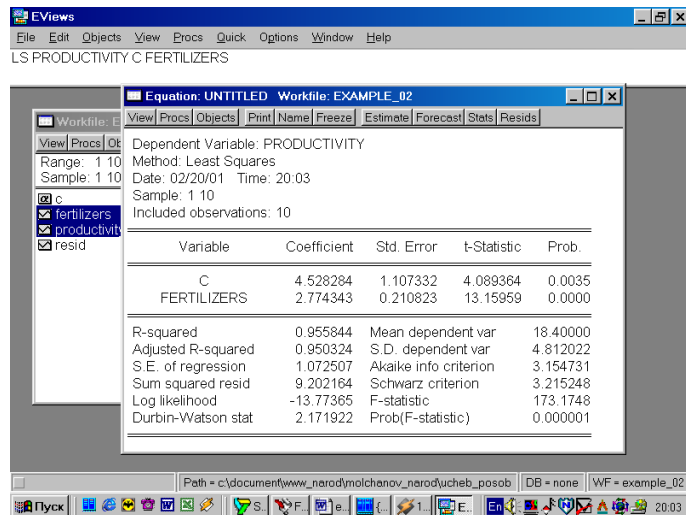 EViews
File Edit Objects View Procs Quick Options Window Help
LS PRODUCTIVITY C FERTILIZERS
Equation: UNTITLED Workfile: EXAMPLE_02
View Procs Objects Print Name Freeze Estimate Forecast Stats Resids
Workfile: E
View Procs Ob
Range: 1 10
Sample: 1 10
c
fertilizers
productivity
resid
Dependent Variable: PRODUCTIVITY
Method: Least Squares
Date: 02/20/01 Time: 20:03
Sample: 1 10
Included observations: 10
Variable Coefficient Std. Error t-Statistic Prob.
C 4.528284 1.107332 4.089364 0.0035
FERTILIZERS 2.774343 0.210823 13.15959 0.0000
R-squared 0.955844 Mean dependent var 18.40000
Adjusted R-squared 0.950324 S.D. dependent var 4.812022
S.E. of regression 1.072507 Akaike info criterion 3.154731
Sum squared resid 9.202164 Schwarz criterion 3.215248
Log likelihood -13.77365 F-statistic 173.1748
Durbin-Watson stat 2.171922 Prob(F-statistic) 0.000001
Path = c:\document\www_narod\molchanov_narod\ucheb_posob DB = none WF = example_02
Пуск S.. F.. e... {... 1... E.. En 20:03